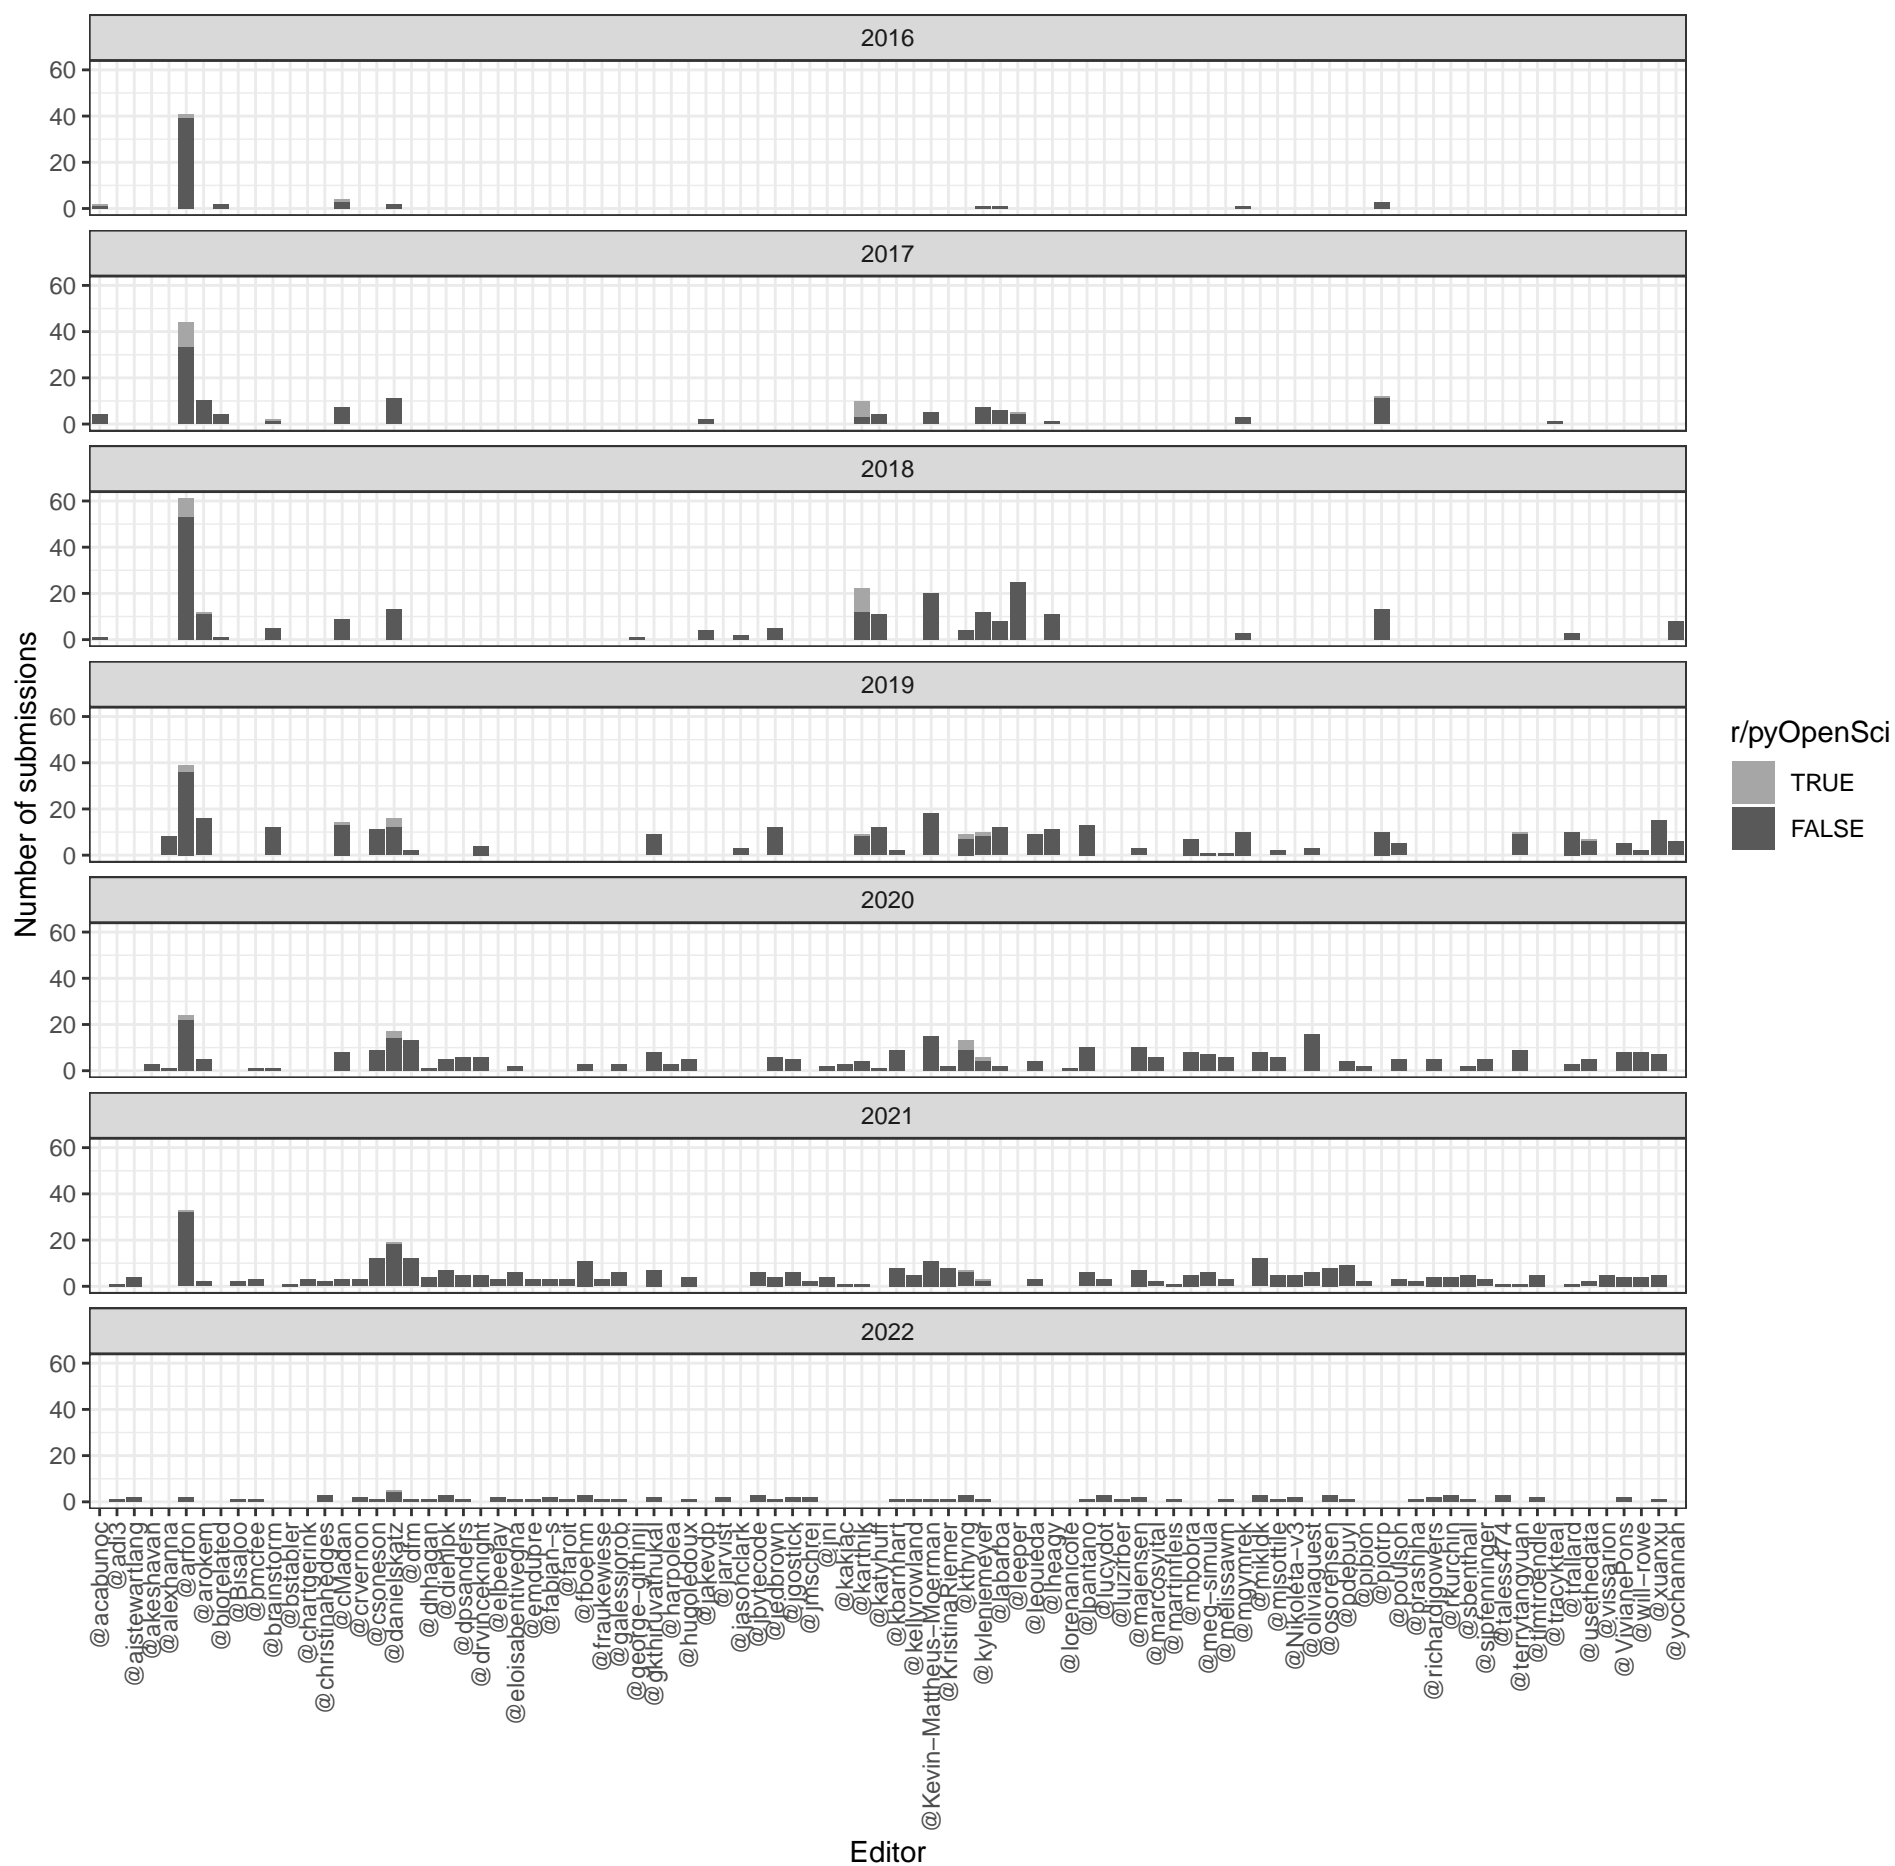 2016
60
40
20
0
2017
60
40
20
0
2018
60
40
20
0
2019
60
40
20
0
2020
60
40
20
0
2021
60
40
20
0
2022
60
40
20
0
Number of submissions
@acabunoc
@adi3
@ajstewartlang
@akeshavan
@alexhanna
@arfon
@arokem
@biorelated
@Bisaloo
@bmcfee
@brainstorm
@bstabler
@chartgerink
@christinahedges
@cMadan
@crvernon
@csoneson
@danielskatz
@dfm
@dhhagan
@diehlpk
@dpsanders
@drvinceknight
@elbeejay
@eloisabentivegna
@emdupre
@fabian−s
@faroit
@fboehm
@fraukewiese
@galessiorob
@george−githinji
@gkthiruvathukal
@harpolea
@hugoledoux
@jakevdp
@jarvist
@jasonclark
@jbytecode
@jedbrown
@jgostick
@jmschrei
@jni
@kakiac
@karthik
@katyhuff
@kbarnhart
@kellyrowland
@Kevin−Mattheus−Moerman
@KristinaRiemer
@kthyng
@kyleniemeyer
@labarba
@leeper
@leouieda
@lheagy
@lorenanicole
@lpantano
@lucydot
@luizirber
@majensen
@marcosvital
@martinfleis
@mbobra
@meg−simula
@melissawm
@mgymrek
@mikldk
@mjsottile
@Nikoleta−v3
@oliviaguest
@osorensen
@pdebuyl
@pibion
@pjotrp
@poulson
@prashjha
@richardjgowers
@rkurchin
@sbenthall
@sjpfenninger
@taless474
@terrytangyuan
@timtroendle
@tracykteal
@trallard
@usethedata
@vissarion
@VivianePons
@will−rowe
@xuanxu
@yochannah
Editor
r/pyOpenSci
TRUE
FALSE